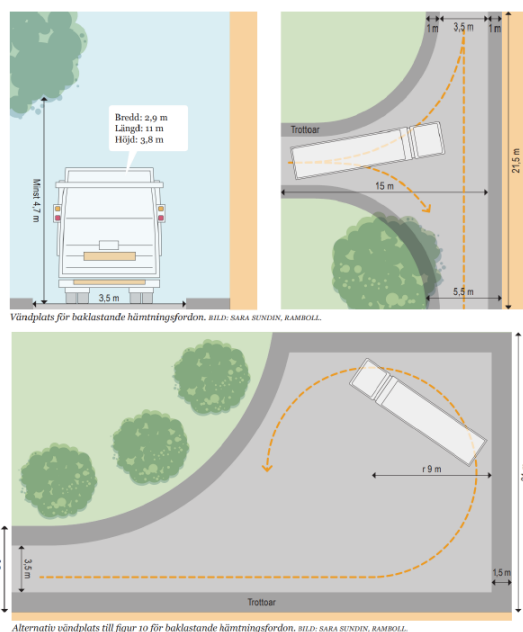 1 m
3,5 m
1 m
Bredd: 2,9 m
Längd: 11 m
Höjd: 3,8 m
Minst 4,7 m
3,5 m
Trottoar
15 m
21,5 m
5,5 m
Vändplats för baklastande hämtningsfordon. BILD: SARA SUNDIN, RAMBOLL.
r 9 m
3,5 m
1,5 m
Trottoar
Alternativ vändplats till figur 10 för baklastande hämtningsfordon. BILD: SARA SUNDIN, RAMBOLL.